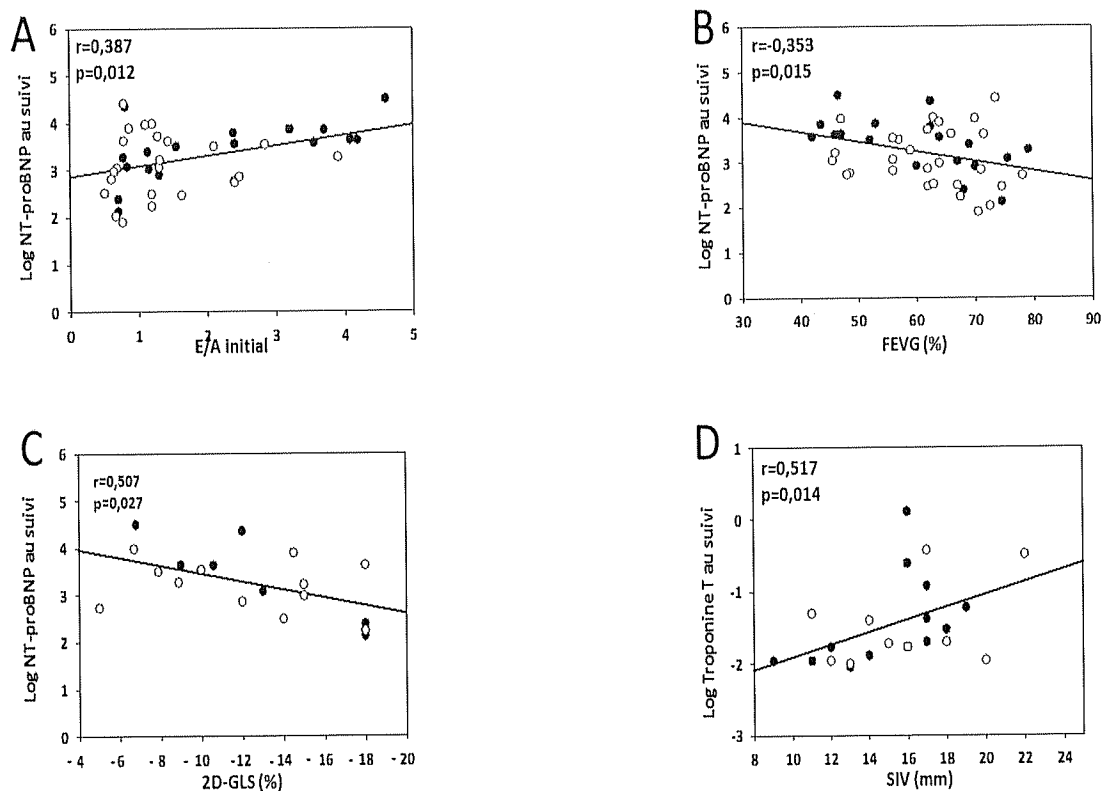 A
r=0,387
p=0,012
Log NT-proBNP au suivi
6
5
4
3
2
1
0
0 1 2 3 4 5
E/A initial
B
r=-0,353
p=0,015
Log NT-proBNP au suivi
6
5
4
3
2
1
0
30 40 50 60 70 80 90
FEVG (%)
C
r=0,507
p=0,027
Log NT-proBNP au suivi
6
5
4
3
2
1
0
- 4 - 6 - 8 - 10 -12 -14 - 16 - 18 - 20
2D-GLS (%)
D
r=0,517
p=0,014
Log Troponine T au suivi
1
0
-1
-2
-3
8 10 12 14 16 18 20 22 24
SIV (mm)